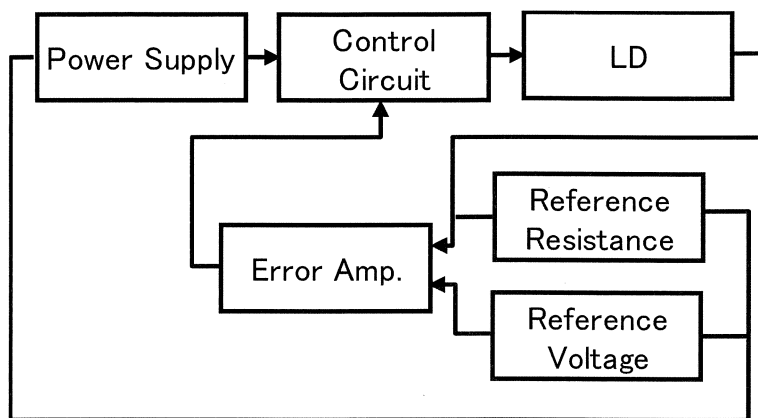 Power Supply
Control
Circuit
LD
Reference
Resistance
Error Amp.
Reference
Voltage